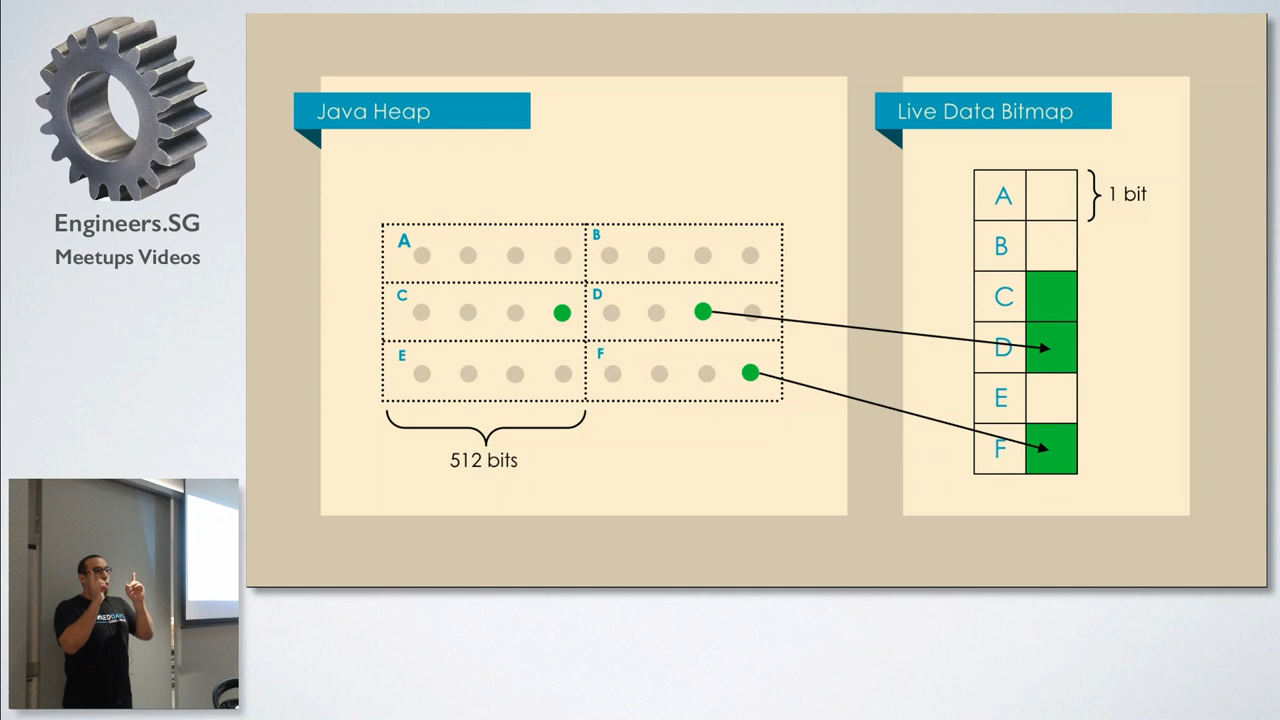 Engineers.SG
Meetups Videos
Java Heap
A
B
C
D
E
F
512 bits
Live Data Bitmap
A
1 bit
B
C
D
E
F